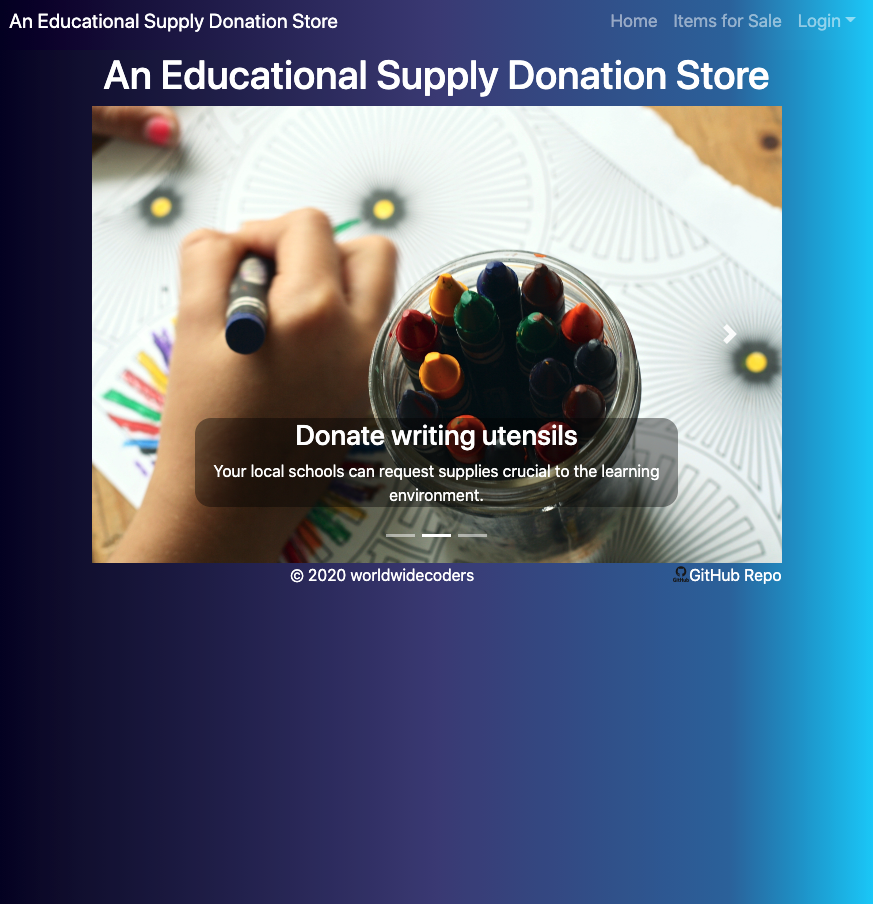 An Educational Supply Donation Store
Home Items for Sale Login
An Educational Supply Donation Store
Donate writing utensils
Your local schools can request supplies crucial to the learning
environment.
© 2020 worldwidecoders
GitHub GitHub Repo